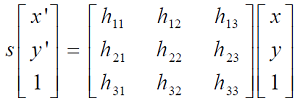 s [ x' y' 1 ] = [ h₁₁ h₁₂ h₁₃ h₂₁ h₂₂ h₂₃ h₃₁ h₃₂ h₃₃ ] [ x y 1 ]